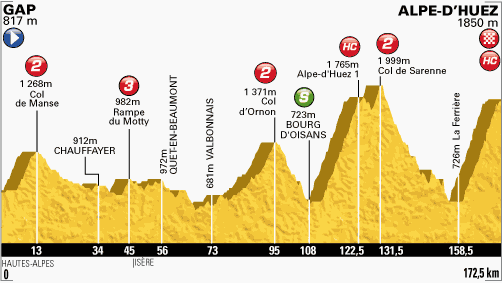 GAP
817 m
ALPE-D'HUEZ
1850 m
HC
2
1 268m
Col
de Manse
912m
CHAUFFAYER
3
982m
Rampe
du Motty
972m QUET-EN-BEAUMONT
681m VALBONNAIS
2
1 371m
Col
d'Ornon
S
723m
BOURG
D'OISANS
HC
1 765m
Alpe-d'Huez 1
2
1 999m
Col de Sarenne
726m La Ferrière
13
34
45
56
73
95
108
122,5
131,5
158,5
HAUTES-ALPES
ISÈRE
0
172,5 km